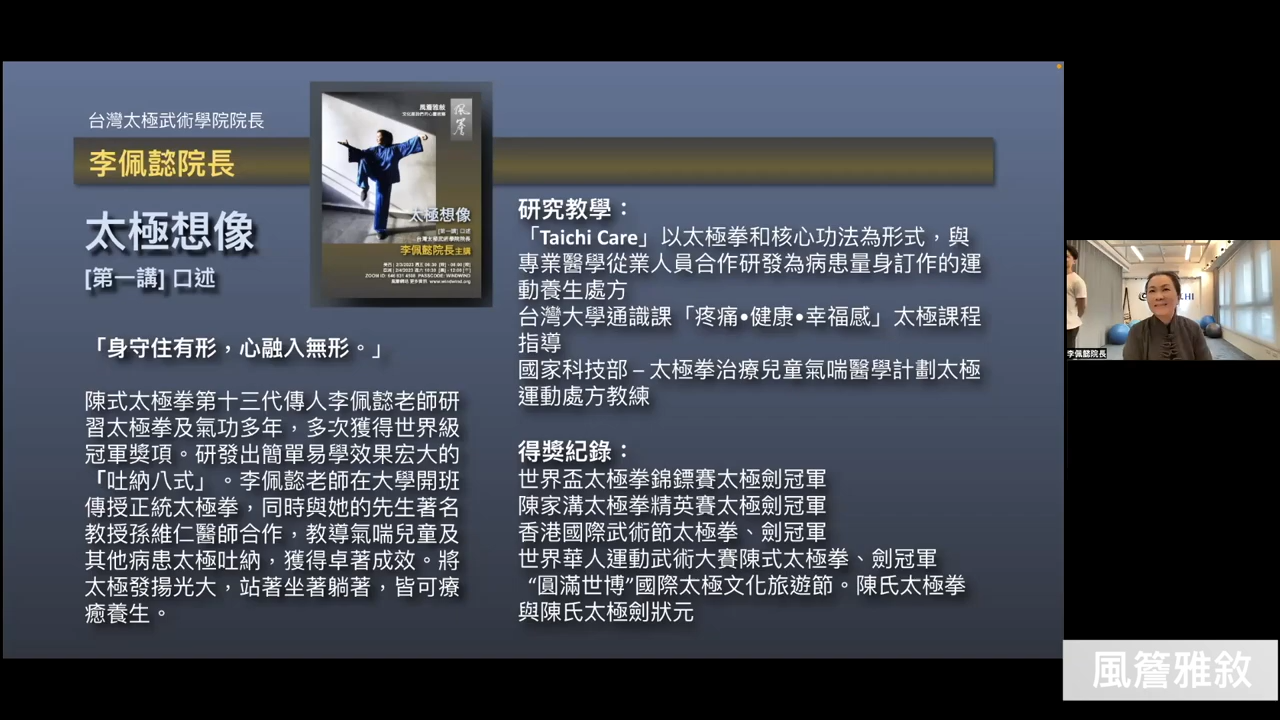 台灣太極武術學院院長
李佩懿院長
太極想像
[第一講] 口述
「身守住有形，心融入無形。」
陳式太極拳第十三代傳人李佩懿老師研
習太極拳及氣功多年，多次獲得世界級
冠軍獎項。研發出簡單易學效果宏大的
「吐納八式」。李佩懿老師在大學開班
傳授正統太極拳，同時與她的先生著名
教授孫維仁醫師合作，教導氣喘兒童及
其他病患太極吐納，獲得卓著成效。將
太極發揚光大，站著坐著躺著，皆可療
癒養生。
風簷雅敘
風簷
太極想像
[第一講] 口述
台灣太極武術學院院長
李佩懿院長主講
研究教學：
「Taichi Care」以太極拳和核心功法為形式，與
專業醫學從業人員合作研發為病患量身訂作的運
動養生處方
台灣大學通識課「疼痛•健康•幸福感」太極課程
指導
國家科技部 – 太極拳治療兒童氣喘醫學計劃太極
運動處方教練
得獎紀錄：
世界盃太極拳錦鏢賽太極劍冠軍
陳家溝太極拳精英賽太極劍冠軍
香港國際武術節太極拳、劍冠軍
世界華人運動武術大賽陳式太極拳、劍冠軍
“圓滿世博”國際太極文化旅遊節。陳氏太極拳
與陳氏太極劍狀元
李佩懿院長
風簷雅敘